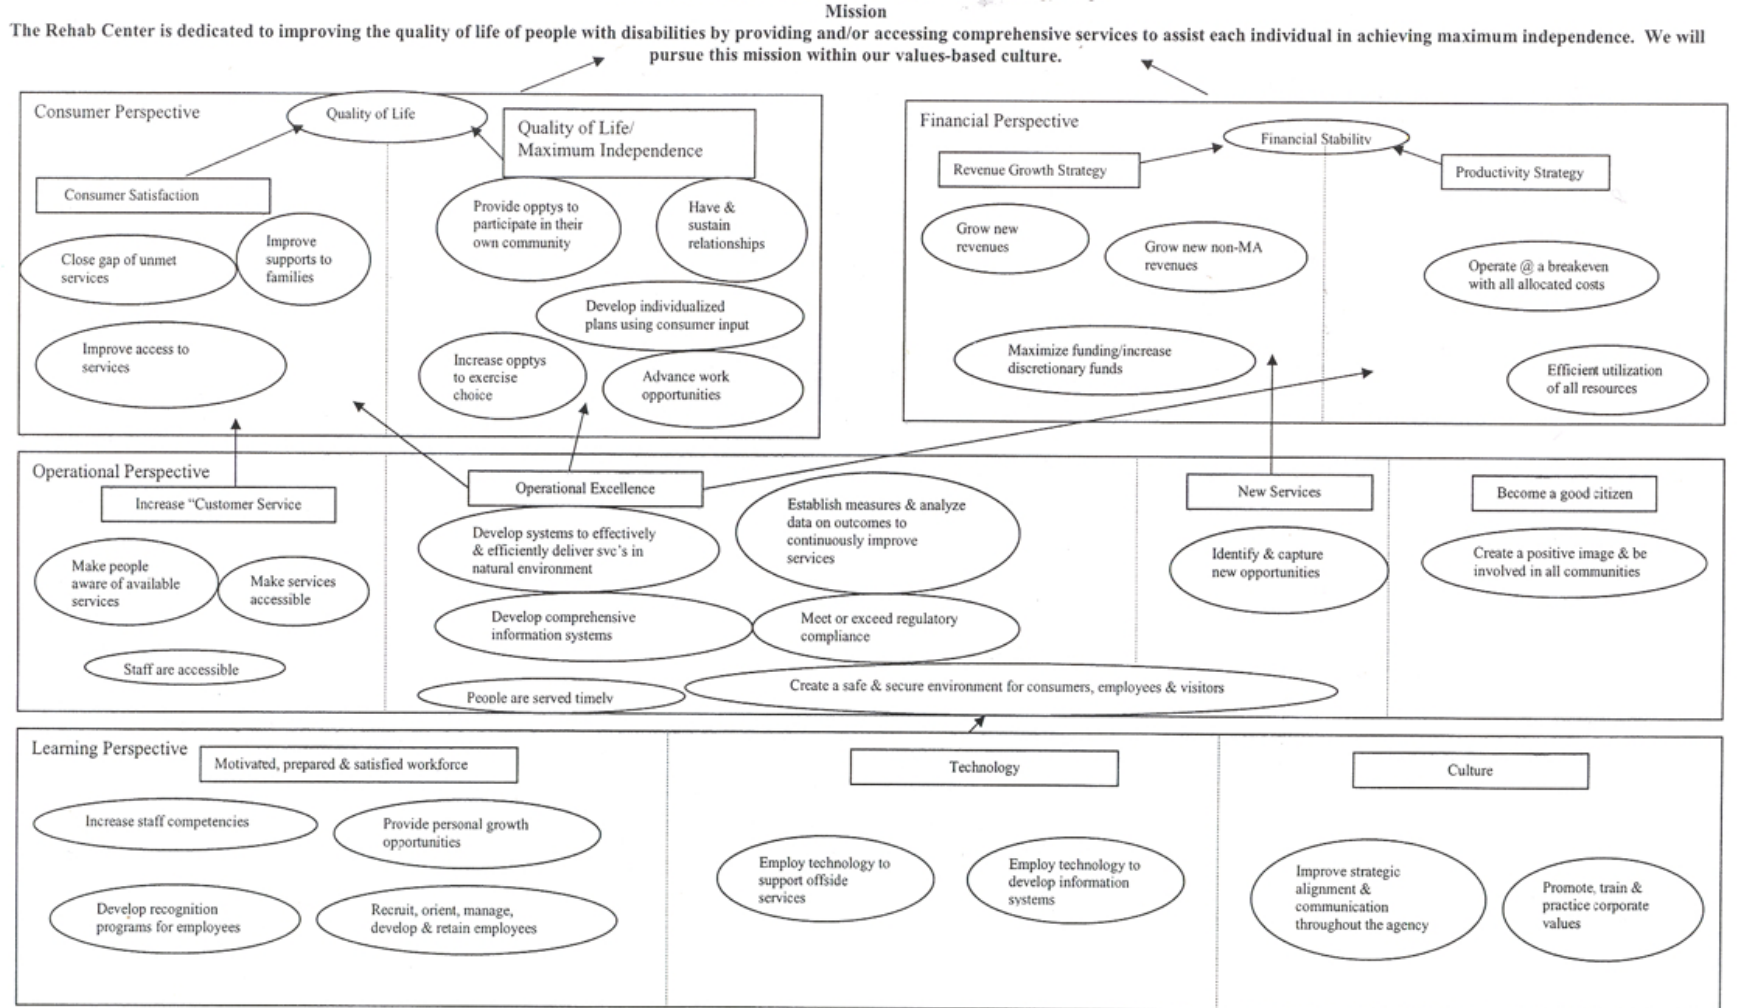 Mission
The Rehab Center is dedicated to improving the quality of life of people with disabilities by providing and/or accessing comprehensive services to assist each individual in achieving maximum independence. We will
pursue this mission within our values-based culture.
Consumer Perspective
Quality of Life
Quality of Life/
Maximum Independence
Consumer Satisfaction
Close gap of unmet
services
Improve
supports to
families
Improve access to
services
Provide opptys to
participate in their
own community
Have &
sustain
relationships
Develop individualized
plans using consumer input
Increase opptys
to exercise
choice
Advance work
opportunities
Financial Perspective
Financial Stability
Revenue Growth Strategy
Productivity Strategy
Grow new
revenues
Grow new non-MA
revenues
Operate @ a breakeven
with all allocated costs
Maximize funding/increase
discretionary funds
Efficient utilization
of all resources
Operational Perspective
Increase "Customer Service
Make people
aware of available
services
Make services
accessible
Staff are accessible
Operational Excellence
Develop systems to effectively
& efficiently deliver svc's in
natural environment
Establish measures & analyze
data on outcomes to
continuously improve
services
Develop comprehensive
information systems
Meet or exceed regulatory
compliance
People are served timely
Create a safe & secure environment for consumers, employees & visitors
New Services
Identify & capture
new opportunities
Become a good citizen
Create a positive image & be
involved in all communities
Learning Perspective
Motivated, prepared & satisfied workforce
Increase staff competencies
Provide personal growth
opportunities
Develop recognition
programs for employees
Recruit, orient, manage,
develop & retain employees
Technology
Employ technology to
support offside
services
Employ technology to
develop information
systems
Culture
Improve strategic
alignment &
communication
throughout the agency
Promote, train &
practice corporate
values